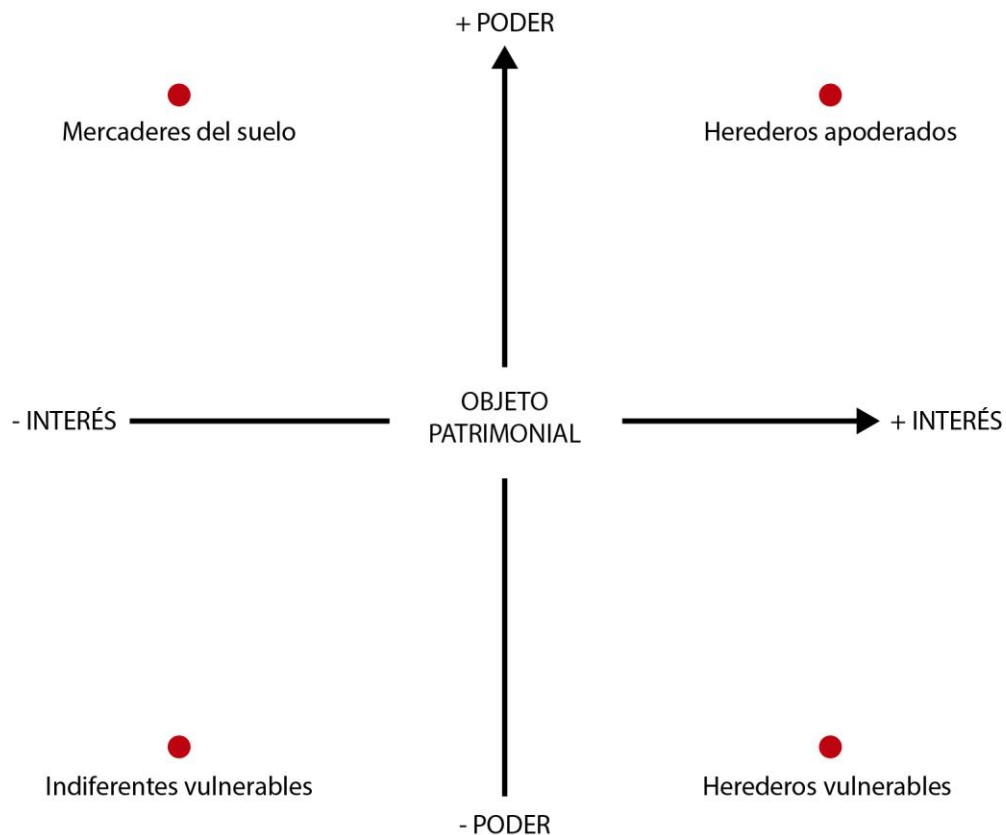 + PODER
Mercaderes del suelo
Herederos apoderados
- INTERÉS
OBJETO
PATRIMONIAL
+ INTERÉS
Indiferentes vulnerables
Herederos vulnerables
- PODER